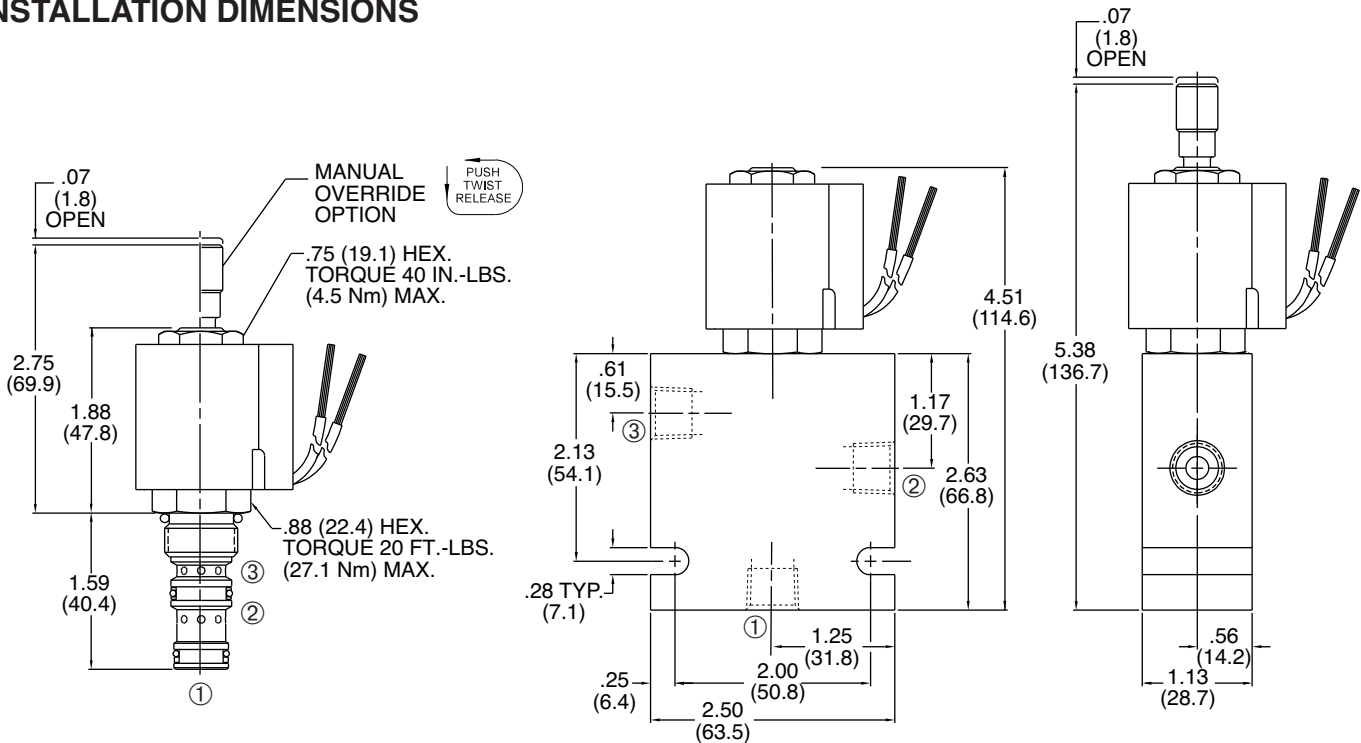 NSTALLATION DIMENSIONS
.07
(1.8)
OPEN
MANUAL
OVERRIDE
OPTION
PUSH
TWIST
RELEASE
.75 (19.1) HEX.
TORQUE 40 IN.-LBS.
(4.5 Nm) MAX.
2.75
(69.9)
1.88
(47.8)
.88 (22.4) HEX.
TORQUE 20 FT.-LBS.
(27.1 Nm) MAX.
1.59
(40.4)
③
②
①
4.51
(114.6)
.61
(15.5)
③
1.17
(29.7)
2.13
(54.1)
②
2.63
(66.8)
.28 TYP.
(7.1)
①
1.25
(31.8)
.25
(6.4)
2.00
(50.8)
2.50
(63.5)
.07
(1.8)
OPEN
5.38
(136.7)
.56
(14.2)
1.13
(28.7)